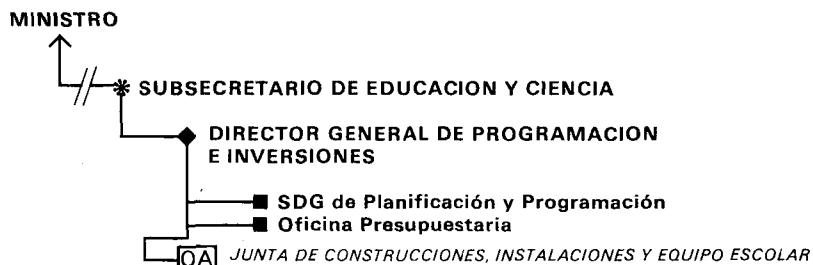 MINISTRO
SUBSECRETARIO DE EDUCACION Y CIENCIA
DIRECTOR GENERAL DE PROGRAMACION
E INVERSIONES
SDG de Planificación y Programación
Oficina Presupuestaria
OA JUNTA DE CONSTRUCCIONES, INSTALACIONES Y EQUIPO ESCOLAR